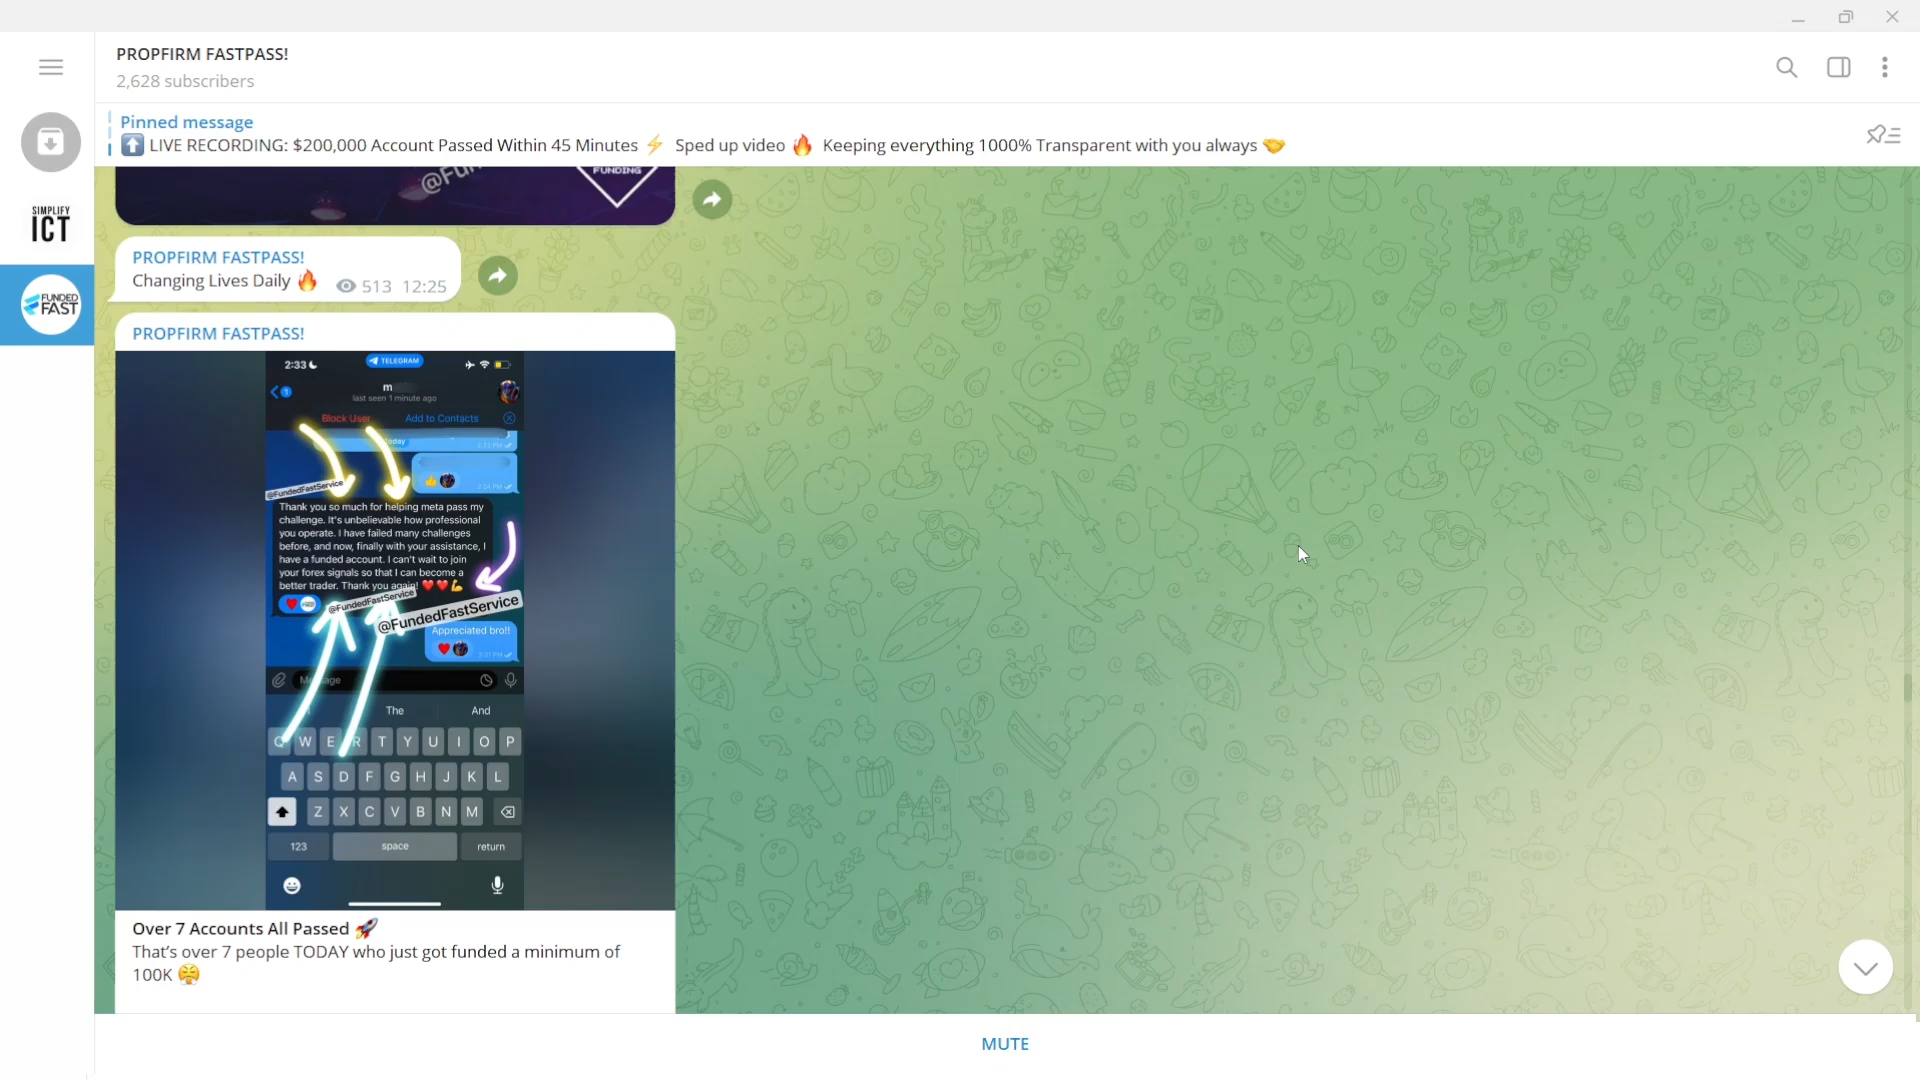 PROPFIRM FASTPASS!
2,628 subscribers
Pinned message
LIVE RECORDING: $200,000 Account Passed Within 45 Minutes ⚡ Sped up video 🔥 Keeping everything 1000% Transparent with you always 🤝
SIMPLIFY
ICT
FUNDED
FAST
FUNDING
PROPFIRM FASTPASS!
Changing Lives Daily 🔥 513 12:25
PROPFIRM FASTPASS!
2:33
TELEGRAM
m
last seen 1 minute ago
Block User Add to Contacts
@FundedFastService
Thank you so much for helping meta pass my
challenge. It's unbelievable how professional
you operate. I have failed many challenges
before, and now, finally with your assistance, I
have a funded account. I can't wait to join
your forex signals so that I can become a
better trader. Thank you again! ❤️❤️💪
@FundedFastService
@FundedFastService
Appreciated bro!!
The And
Q W E R T Y U I O P
A S D F G H J K L
Z X C V B N M
123 space return
Over 7 Accounts All Passed 🚀
That's over 7 people TODAY who just got funded a minimum of
100K 😤
MUTE